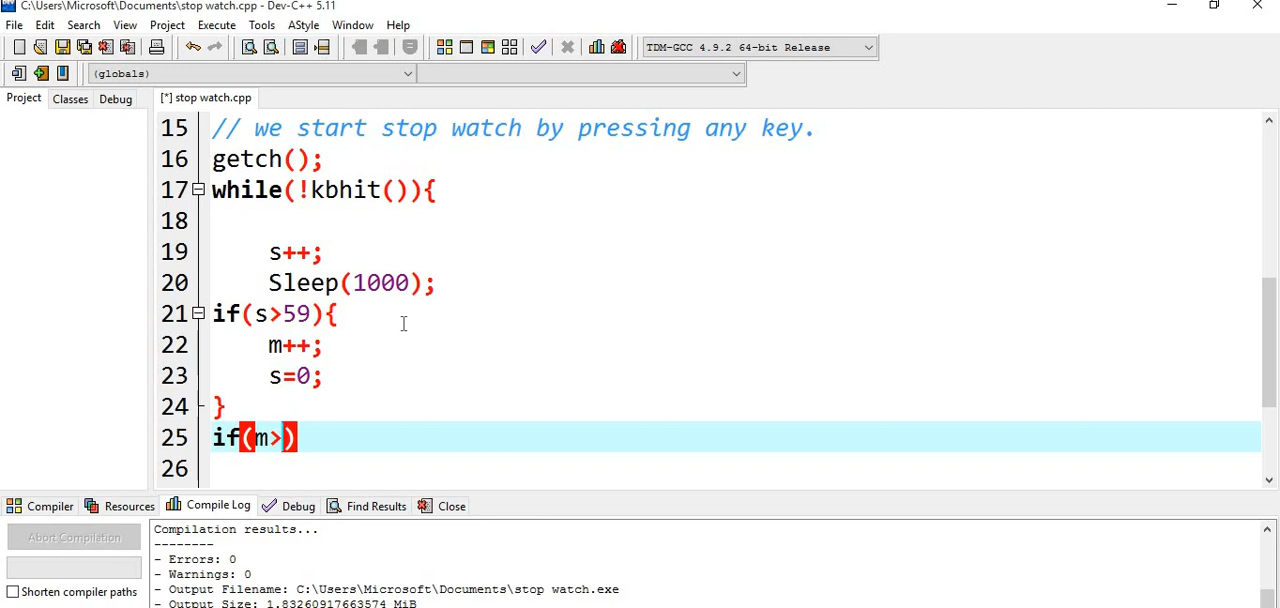 C:\Users\Microsoft\Documents\stop watch.cpp - Dev-C++ 5.11
File Edit Search View Project Execute Tools AStyle Window Help
TDM-GCC 4.9.2 64-bit Release
(globals)
Project Classes Debug [*] stop watch.cpp
15 // we start stop watch by pressing any key.
16 getch();
17 while(!kbhit()){
18
19 s++;
20 Sleep(1000);
21 if(s>59){
22 m++;
23 s=0;
24 }
25 if(m>)
26
Compiler Resources Compile Log Debug Find Results Close
Abort Compilation
Shorten compiler paths
Compilation results...
--------
- Errors: 0
- Warnings: 0
- Output Filename: C:\Users\Microsoft\Documents\stop watch.exe
- Output Size: 1.83260917663574 MiB